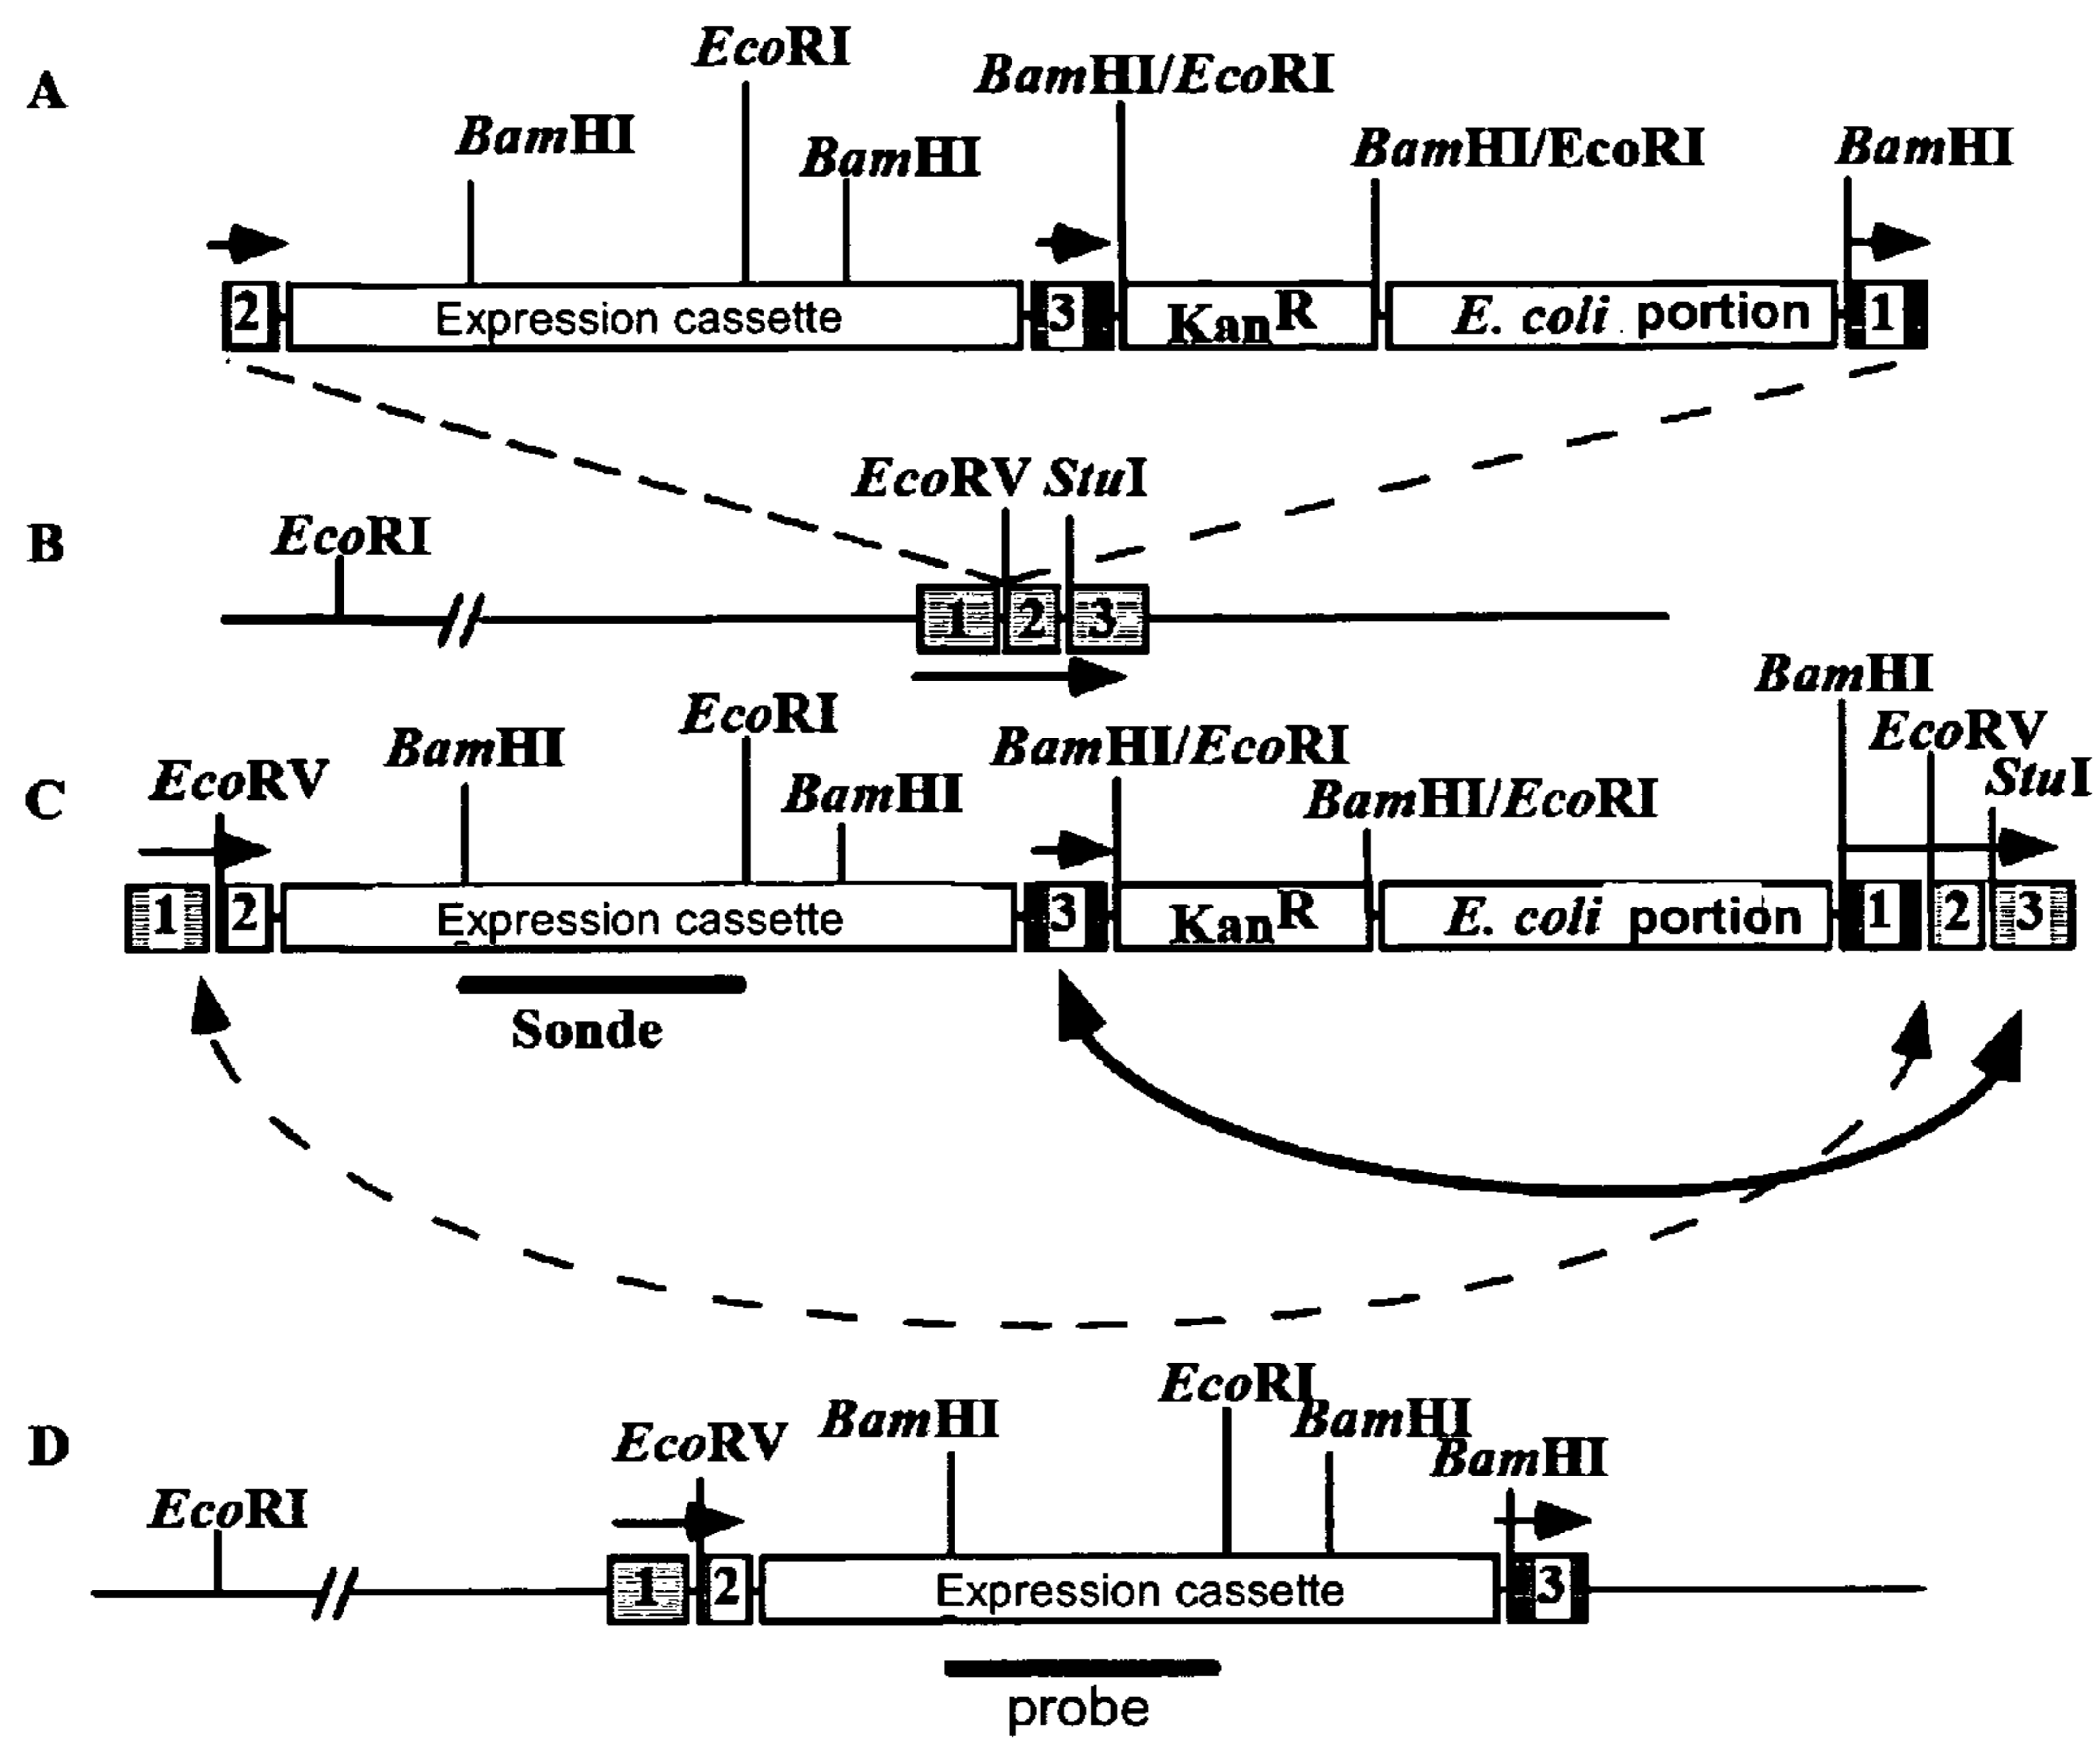 A
EcoRI
BamHI/EcoRI
BamHI
BamHI
BamHI/EcoRI
BamHI
2
Expression cassette
3
KanR
E. coli portion
1
B
EcoRI
EcoRV StuI
1
2
3
C
EcoRV
BamHI
EcoRI
BamHI
BamHI/EcoRI
BamHI/EcoRI
BamHI
EcoRV
StuI
1
2
Expression cassette
3
KanR
E. coli portion
1
2
3
Sonde
D
EcoRI
EcoRV
BamHI
EcoRI
BamHI
BamHI
1
2
Expression cassette
3
probe